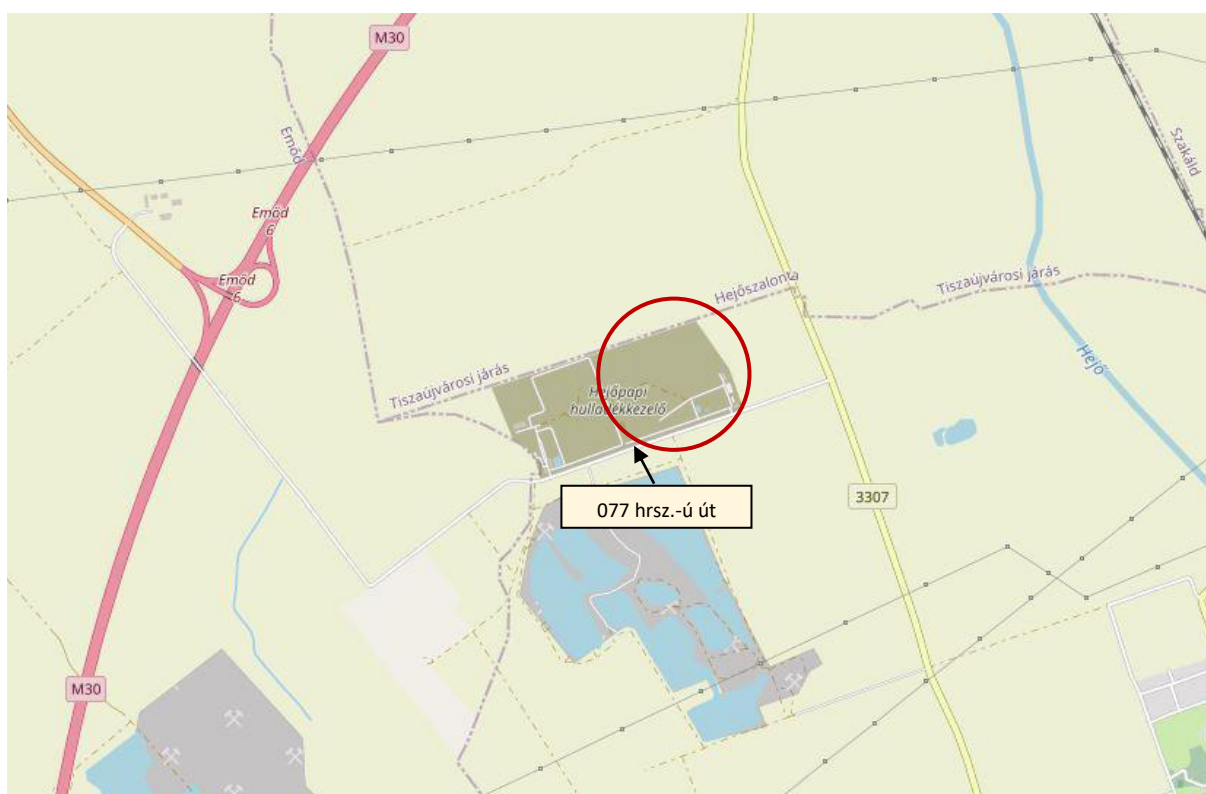 M30
Emőd
Szakáld
Emőd
6
Emőd
6
Hejőszalonta
Tiszaújvárosi járás
Tiszaújvárosi járás
Hejő
Hejőpapi
hulladékkezelő
077 hrsz.-ú út
3307
M30